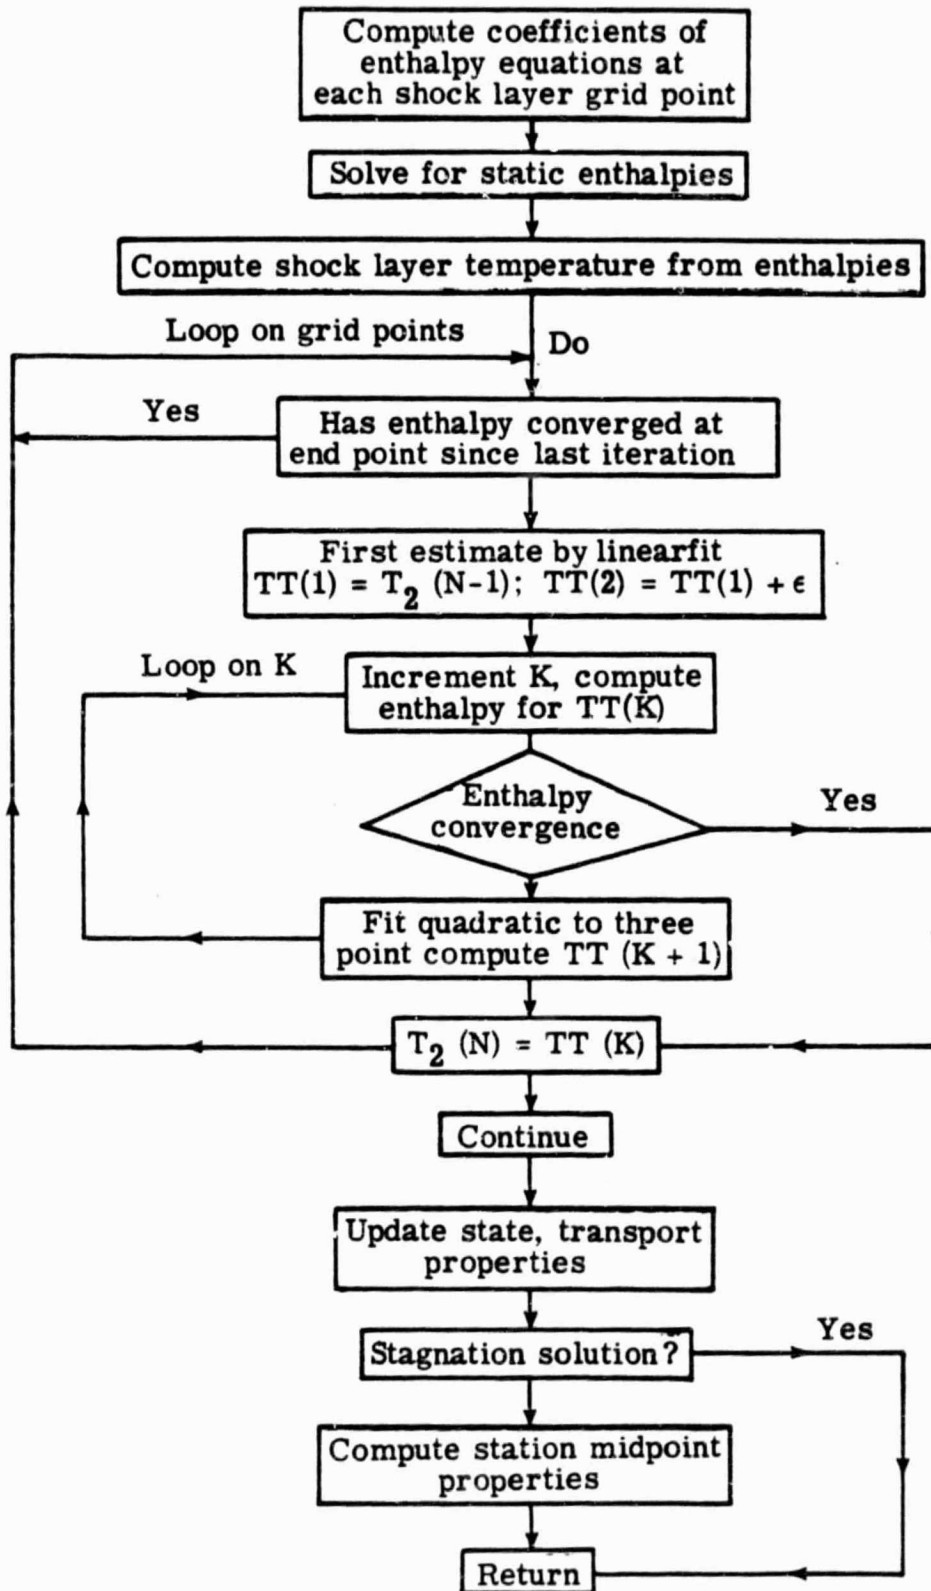 Compute coefficients of
enthalpy equations at
each shock layer grid point
Solve for static enthalpies
Compute shock layer temperature from enthalpies
Loop on grid points
Do
Yes
Has enthalpy converged at
end point since last iteration
First estimate by linearfit
TT(1) = T₂ (N-1); TT(2) = TT(1) + ϵ
Loop on K
Increment K, compute
enthalpy for TT(K)
Enthalpy
convergence
Yes
Fit quadratic to three
point compute TT (K + 1)
T₂ (N) = TT (K)
Continue
Update state, transport
properties
Stagnation solution?
Yes
Compute station midpoint
properties
Return